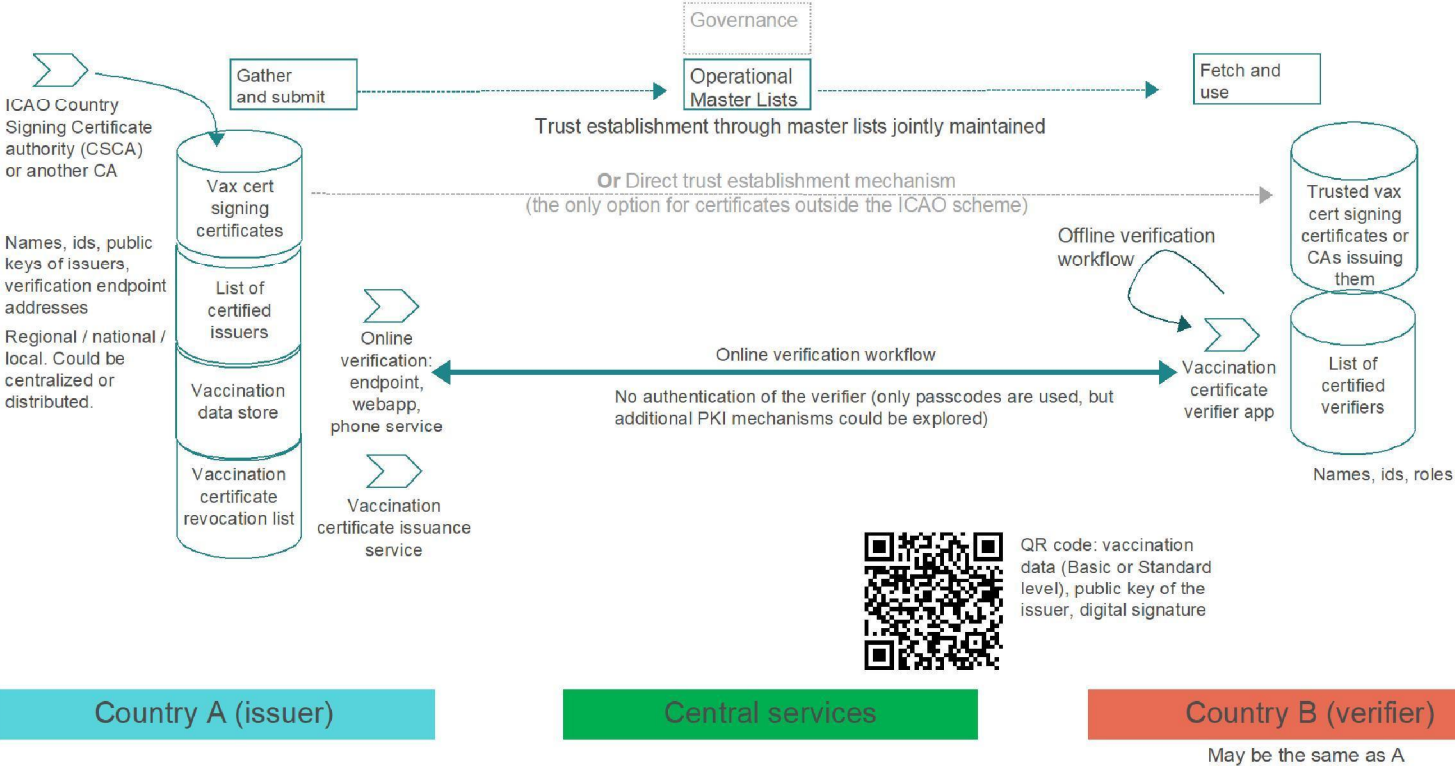 Governance
Operational
Master Lists
Gather
and submit
Fetch and
use
ICAO Country
Signing Certificate
authority (CSCA)
or another CA
Trust establishment through master lists jointly maintained
Vax cert
signing
certificates
Or Direct trust establishment mechanism
(the only option for certificates outside the ICAO scheme)
Trusted vax
cert signing
certificates or
CAs issuing
them
Names, ids, public
keys of issuers,
verification endpoint
addresses
List of
certified
issuers
Offline verification
workflow
Regional / national /
local. Could be
centralized or
distributed.
Vaccination
data store
Online
verification:
endpoint,
webapp,
phone service
Online verification workflow
No authentication of the verifier (only passcodes are used, but
additional PKI mechanisms could be explored)
Vaccination
certificate
verifier app
List of
certified
verifiers
Names, ids, roles
Vaccination
certificate
revocation list
Vaccination
certificate issuance
service
QR code: vaccination
data (Basic or Standard
level), public key of the
issuer, digital signature
Country A (issuer)
Central services
Country B (verifier)
May be the same as A